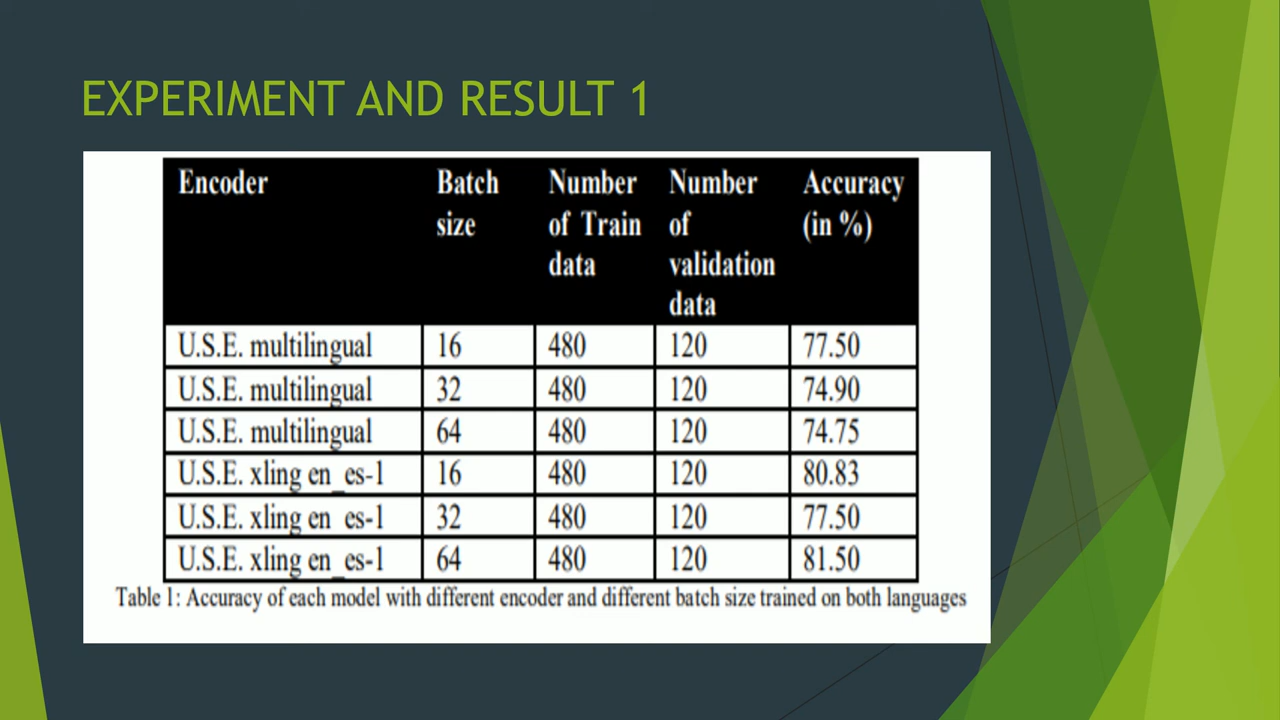 EXPERIMENT AND RESULT 1
Encoder Batch size Number of Train data Number of validation data Accuracy (in %)
U.S.E. multilingual 16 480 120 77.50
U.S.E. multilingual 32 480 120 74.90
U.S.E. multilingual 64 480 120 74.75
U.S.E. xling en_es-1 16 480 120 80.83
U.S.E. xling en_es-1 32 480 120 77.50
U.S.E. xling en_es-1 64 480 120 81.50
Table 1: Accuracy of each model with different encoder and different batch size trained on both languages